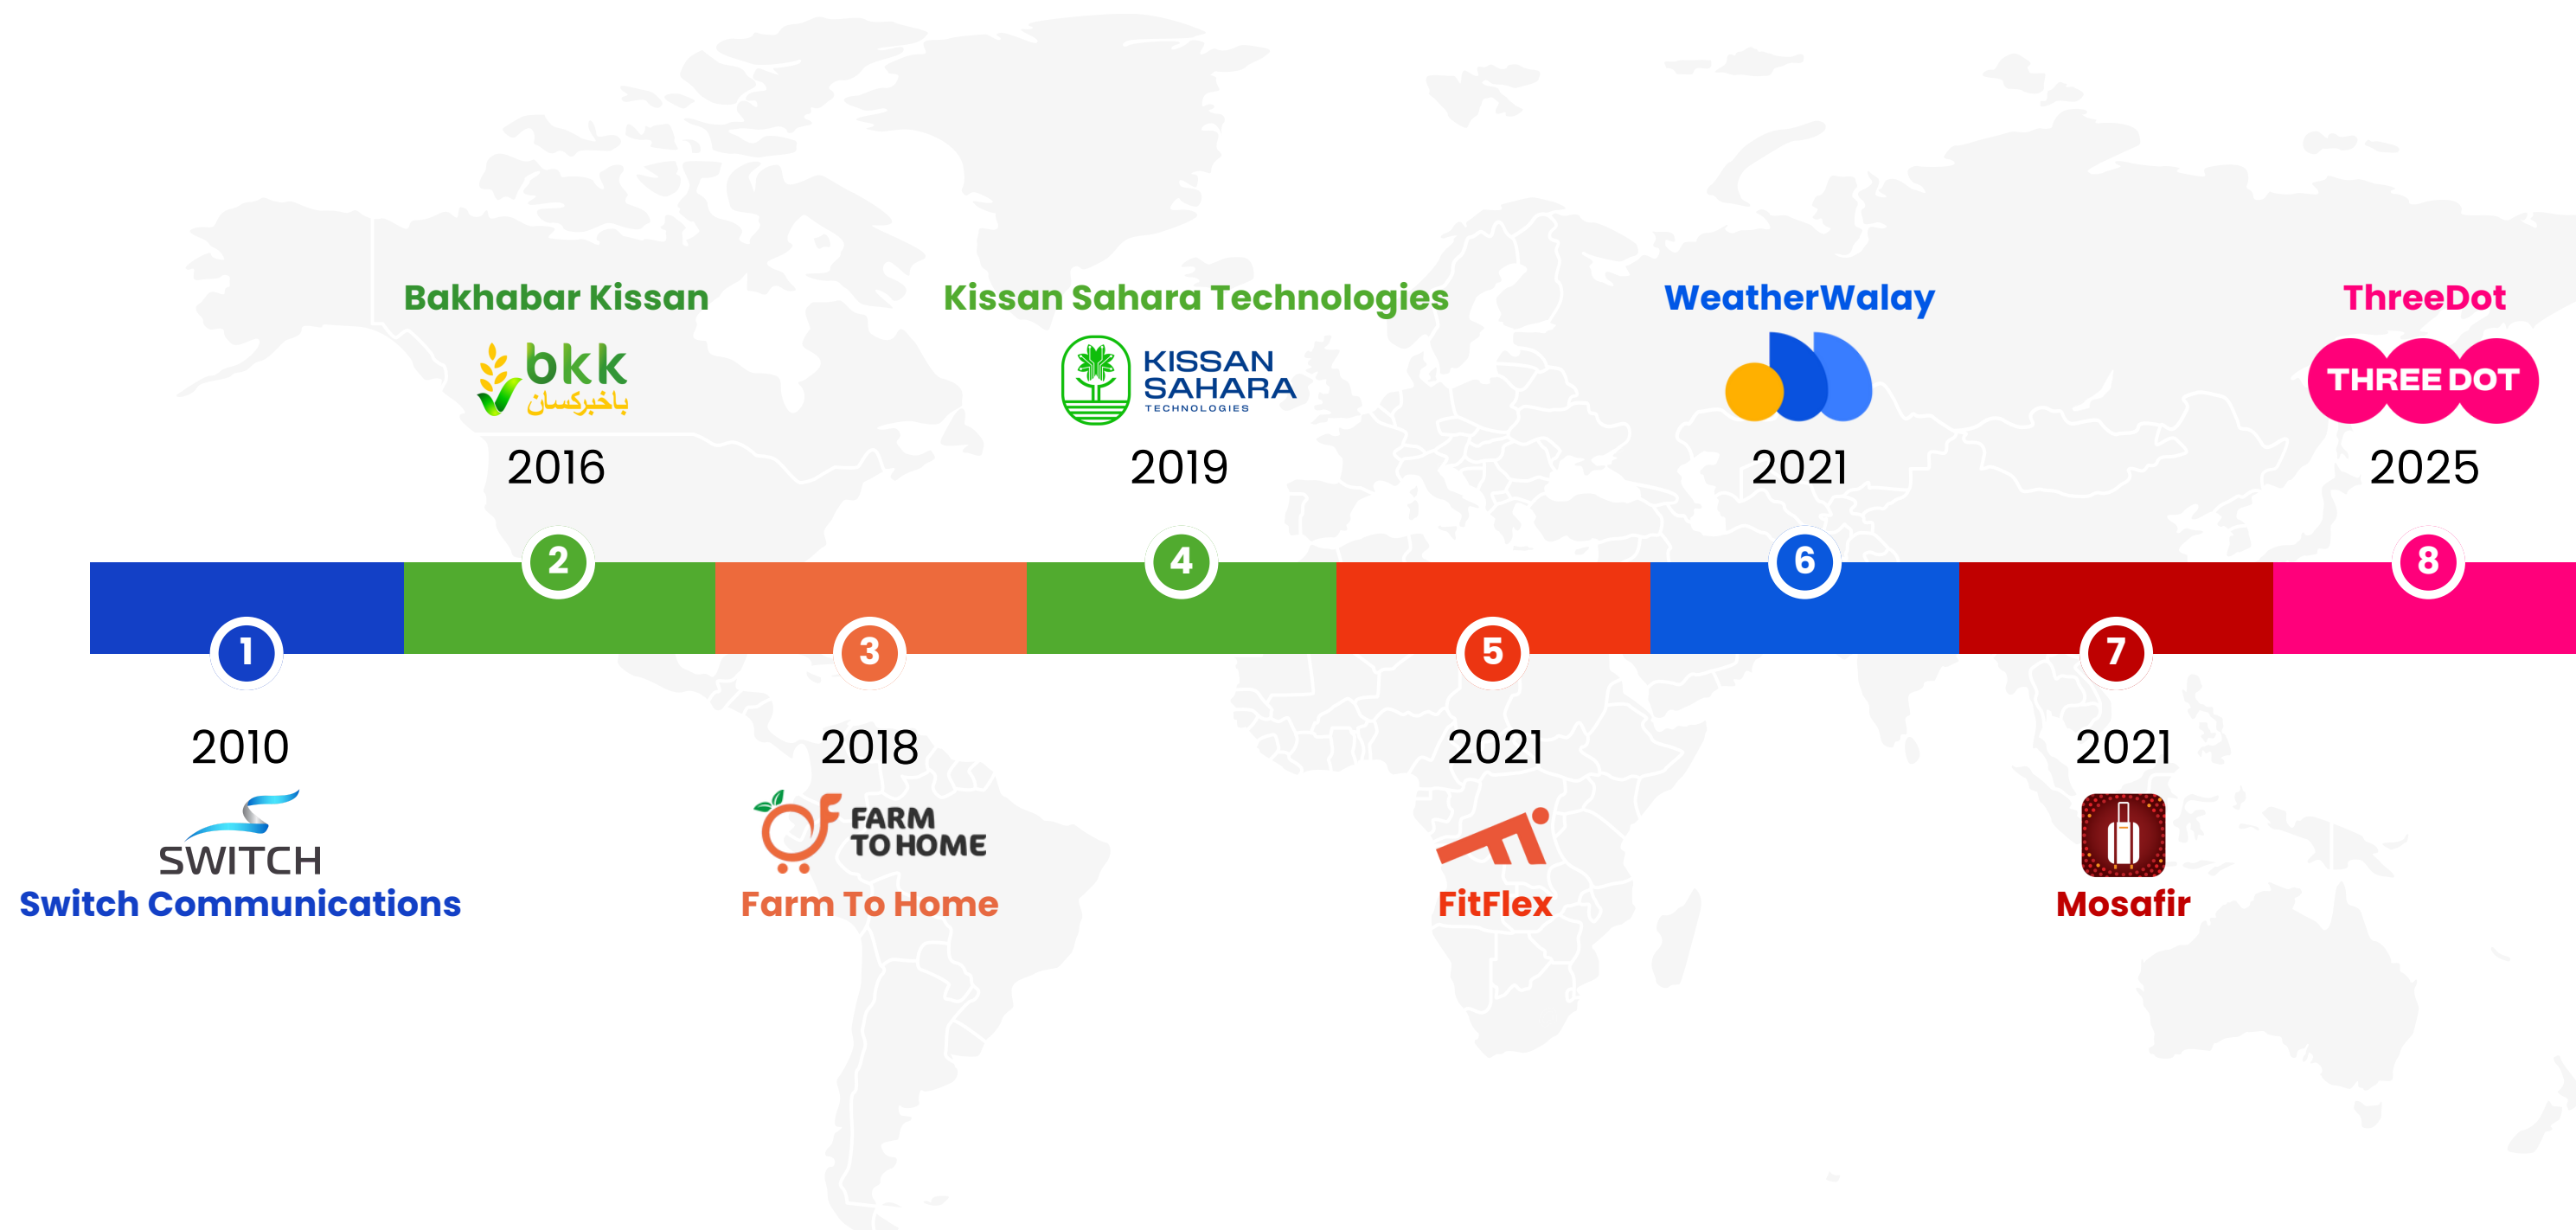 Bakhabar Kissan
bkk
باخبرکسان
2016
Kissan Sahara Technologies
KISSAN
SAHARA
TECHNOLOGIES
2019
WeatherWalay
2021
ThreeDot
THREE DOT
2025
2
4
6
8
1
3
5
7
2010
SWITCH
Switch Communications
2018
FARM
TO HOME
Farm To Home
2021
FitFlex
2021
Mosafir